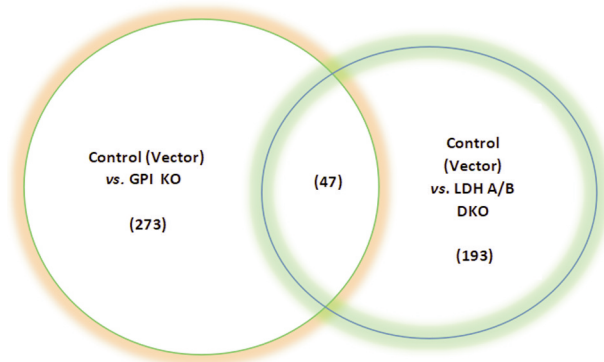 Control (Vector)
vs. GPI KO
(273)
(47)
Control
(Vector)
vs. LDH A/B
DKO
(193)